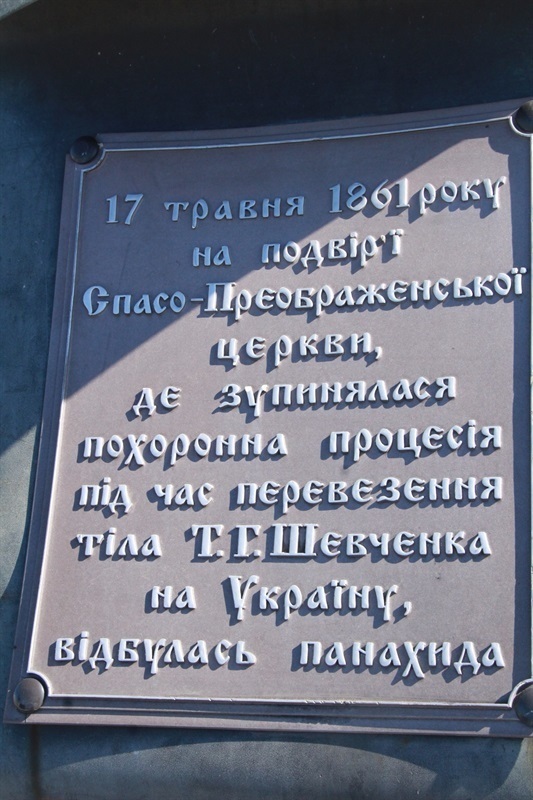 17 травня 1861 року
на подвір'ї
Спасо-Преображенської
церкви,
де зупинялася
похоронна процесія
під час перевезення
тіла Т.Г.Шевченка
на Україну,
відбулась панахида